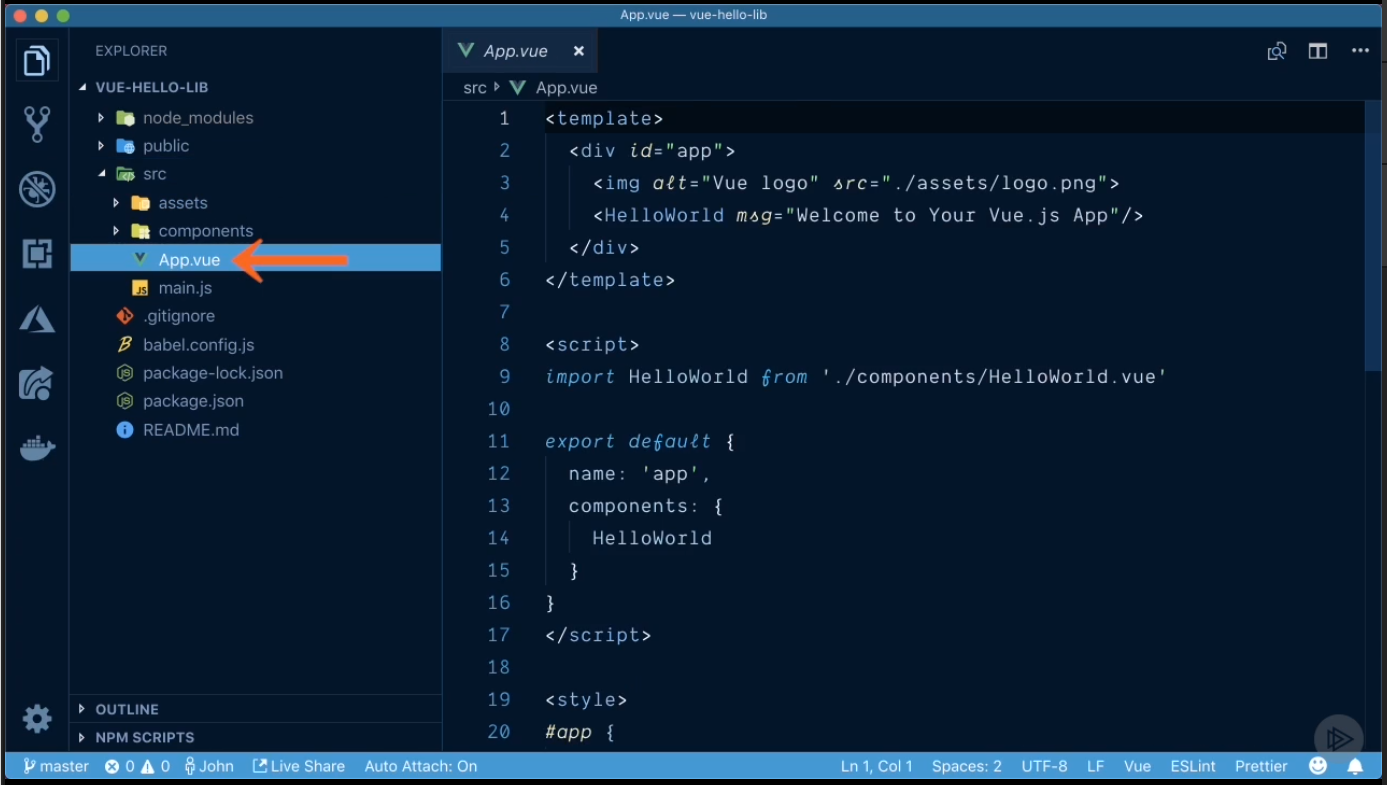 App.vue — vue-hello-lib
EXPLORER
VUE-HELLO-LIB
node_modules
public
src
assets
components
App.vue
main.js
.gitignore
babel.config.js
package-lock.json
package.json
README.md
OUTLINE
NPM SCRIPTS
App.vue ×
src App.vue
1 <template>
2 <div id="app">
3 <img alt="Vue logo" src="./assets/logo.png">
4 <HelloWorld msg="Welcome to Your Vue.js App"/>
5 </div>
6 </template>
7
8 <script>
9 import HelloWorld from './components/HelloWorld.vue'
10
11 export default {
12 name: 'app',
13 components: {
14 HelloWorld
15 }
16 }
17 </script>
18
19 <style>
20 #app {
master 0 0 John Live Share Auto Attach: On Ln 1, Col 1 Spaces: 2 UTF-8 LF Vue ESLint Prettier